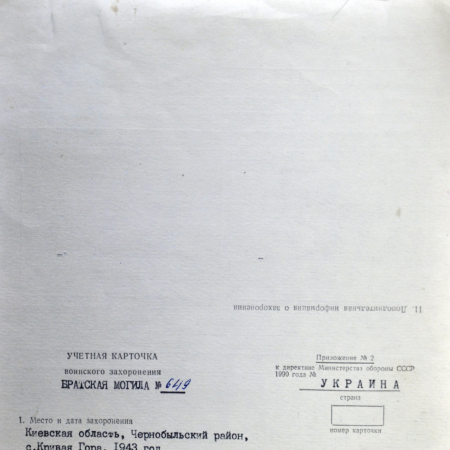 11. Дополнительная информация о захоронении
УЧЕТНАЯ КАРТОЧКА
воинского захоронения
БРАТСКАЯ МОГИЛА № 649
Приложение № 2
к директиве Министерства обороны СССР
1990 года №
УКРАИНА
страна
номер карточки
1. Место и дата захоронения
Киевская область, Чернобыльский район,
с.Кривая Гора, 1943 год